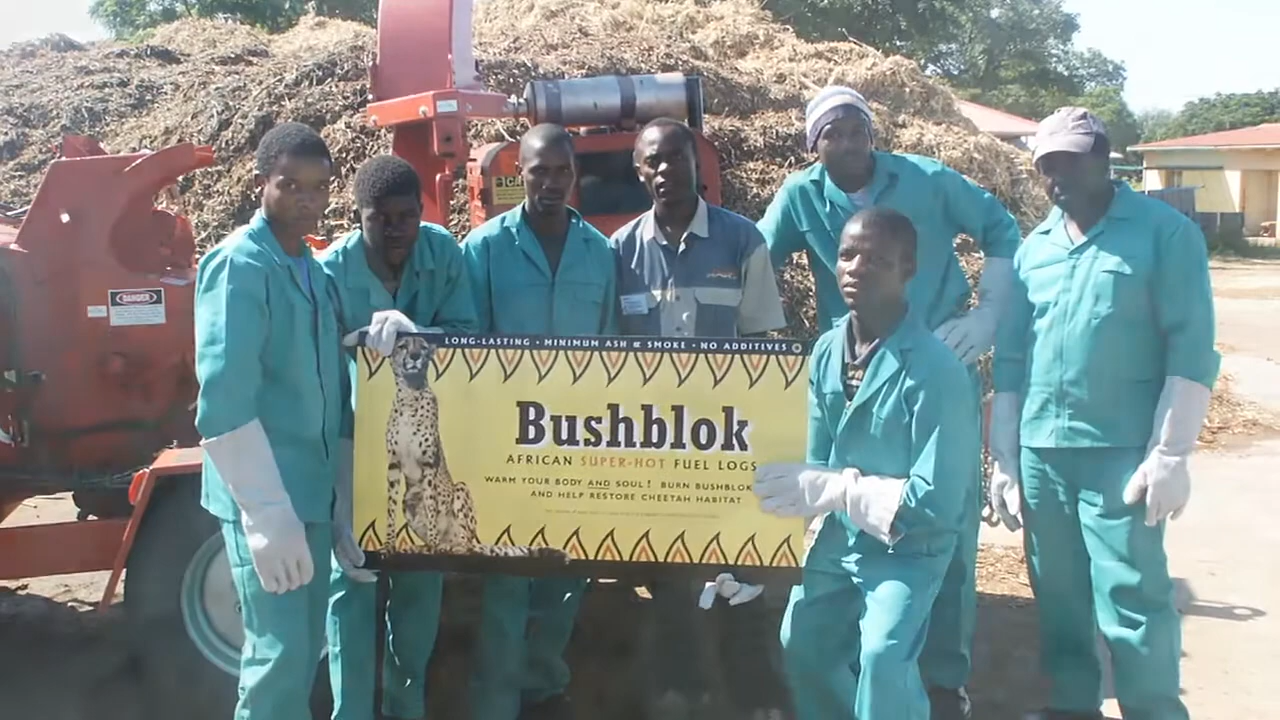 LONG-LASTING • MINIMUM ASH & SMOKE • NO ADDITIVES
Bushblok
AFRICAN SUPER-HOT FUEL LOGS
WARM YOUR BODY AND SOUL! BURN BUSHBLOK
AND HELP RESTORE CHEETAH HABITAT
DANGER